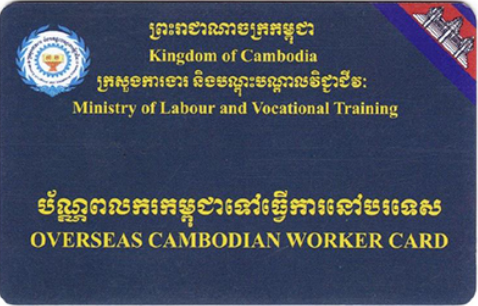 ព្រះរាជាណាចក្រកម្ពុជា
Kingdom of Cambodia
ក្រសួងការងារ និងបណ្តុះបណ្តាលវិជ្ជាជីវៈ
Ministry of Labour and Vocational Training
ប័ណ្ណពលករកម្ពុជាទៅធ្វើការនៅបរទេស
OVERSEAS CAMBODIAN WORKER CARD